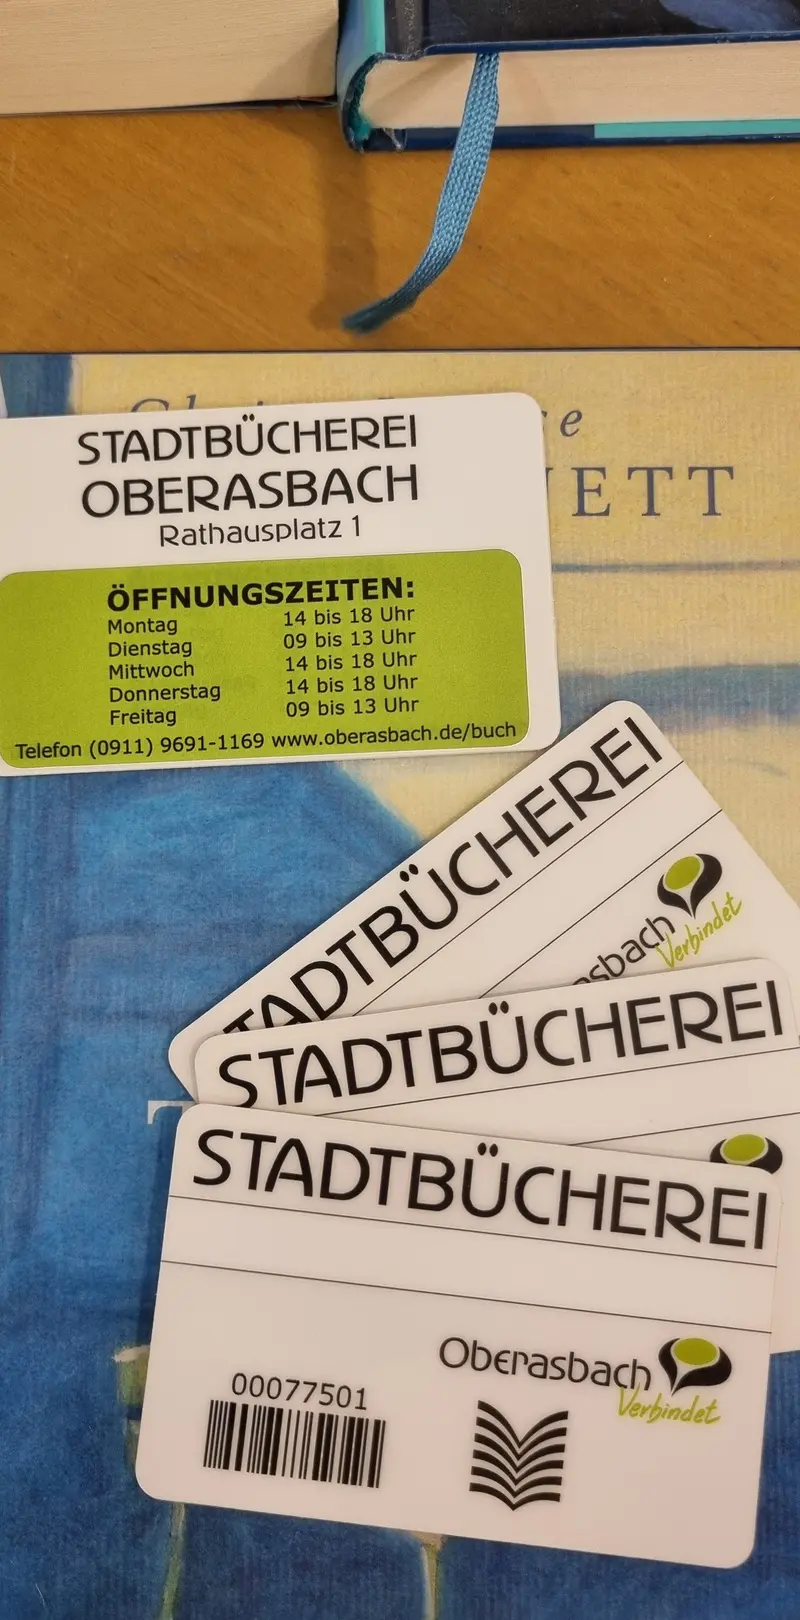 STADTBÜCHEREI
OBERASBACH
Rathausplatz 1
ÖFFNUNGSZEITEN:
Montag 14 bis 18 Uhr
Dienstag 09 bis 13 Uhr
Mittwoch 14 bis 18 Uhr
Donnerstag 14 bis 18 Uhr
Freitag 09 bis 13 Uhr
Telefon (0911) 9691-1169 www.oberasbach.de/buch
STADTBÜCHEREI
Verbindet
STADTBÜCHEREI
STADTBÜCHEREI
Oberasbach
Verbindet
00077501